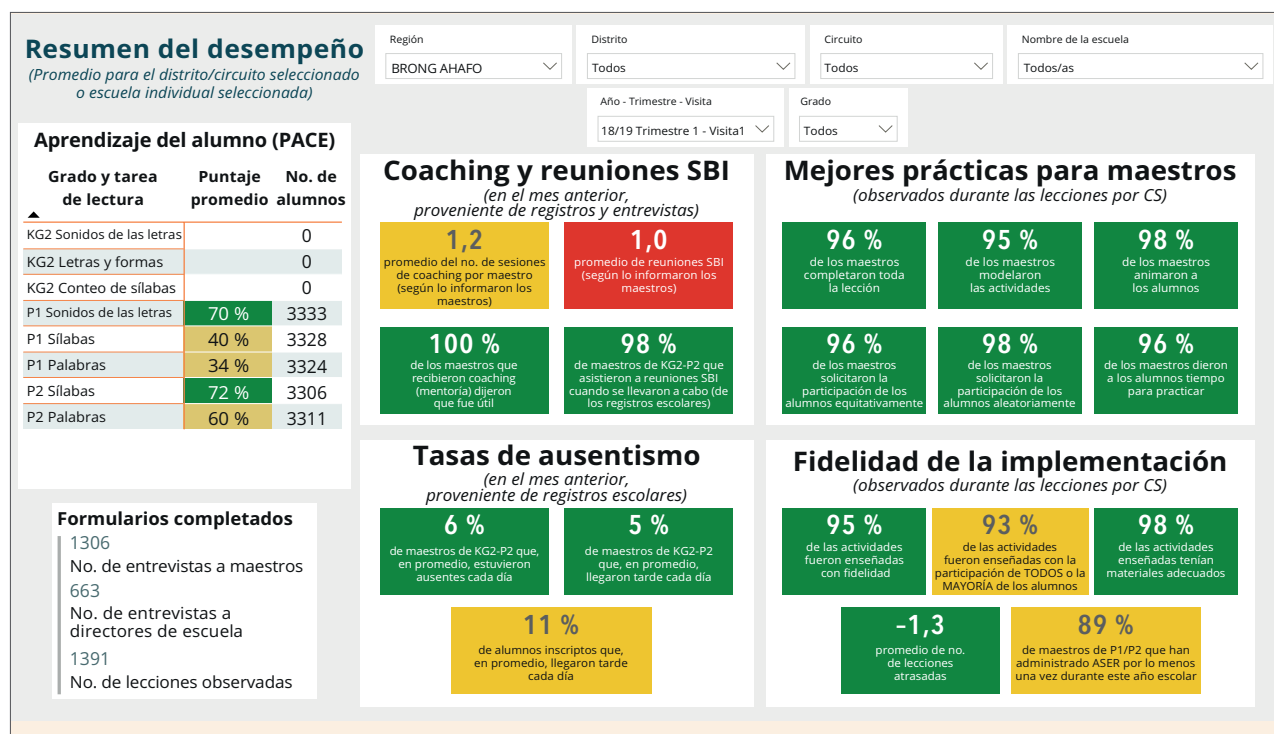 Resumen del desempeño
(Promedio para el distrito/circuito seleccionado
o escuela individual seleccionada)
Región
BRONG AHAFO
Distrito
Todos
Circuito
Todos
Nombre de la escuela
Todos/as
Año - Trimestre - Visita
18/19 Trimestre 1 - Visita1
Grado
Todos
Aprendizaje del alumno (PACE)
Grado y tarea
de lectura
Puntaje
promedio
No. de
alumnos
KG2 Sonidos de las letras 0
KG2 Letras y formas 0
KG2 Conteo de sílabas 0
P1 Sonidos de las letras 70 % 3333
P1 Sílabas 40 % 3328
P1 Palabras 34 % 3324
P2 Sílabas 72 % 3306
P2 Palabras 60 % 3311
Formularios completados
1306
No. de entrevistas a maestros
663
No. de entrevistas a
directores de escuela
1391
No. de lecciones observadas
Coaching y reuniones SBI
(en el mes anterior,
proveniente de registros y entrevistas)
1,2
promedio del no. de sesiones
de coaching por maestro
(según lo informaron los
maestros)
1,0
promedio de reuniones SBI
(según lo informaron los
maestros)
100 %
de los maestros que
recibieron coaching
(mentoría) dijeron
que fue útil
98 %
de maestros de KG2-P2 que
asistieron a reuniones SBI
cuando se llevaron a cabo (de
los registros escolares)
Mejores prácticas para maestros
(observados durante las lecciones por CS)
96 %
de los maestros
completaron toda
la lección
95 %
de los maestros
modelaron
las actividades
98 %
de los maestros
animaron a
los alumnos
96 %
de los maestros
solicitaron la
participación de los
alumnos equitativamente
98 %
de los maestros
solicitaron la
participación de los
alumnos aleatoriamente
96 %
de los maestros dieron
a los alumnos tiempo
para practicar
Tasas de ausentismo
(en el mes anterior,
proveniente de registros escolares)
6 %
de maestros de KG2-P2 que,
en promedio, estuvieron
ausentes cada día
5 %
de maestros de KG2-P2
que, en promedio,
llegaron tarde cada día
11 %
de alumnos inscriptos que,
en promedio, llegaron tarde
cada día
Fidelidad de la implementación
(observados durante las lecciones por CS)
95 %
de las actividades
fueron enseñadas
con fidelidad
93 %
de las actividades
fueron enseñadas con la
participación de TODOS o la
MAYORÍA de los alumnos
98 %
de las actividades
enseñadas tenían
materiales adecuados
–1,3
promedio de no.
de lecciones
atrasadas
89 %
de maestros de P1/P2 que han
administrado ASER por lo menos
una vez durante este año escolar